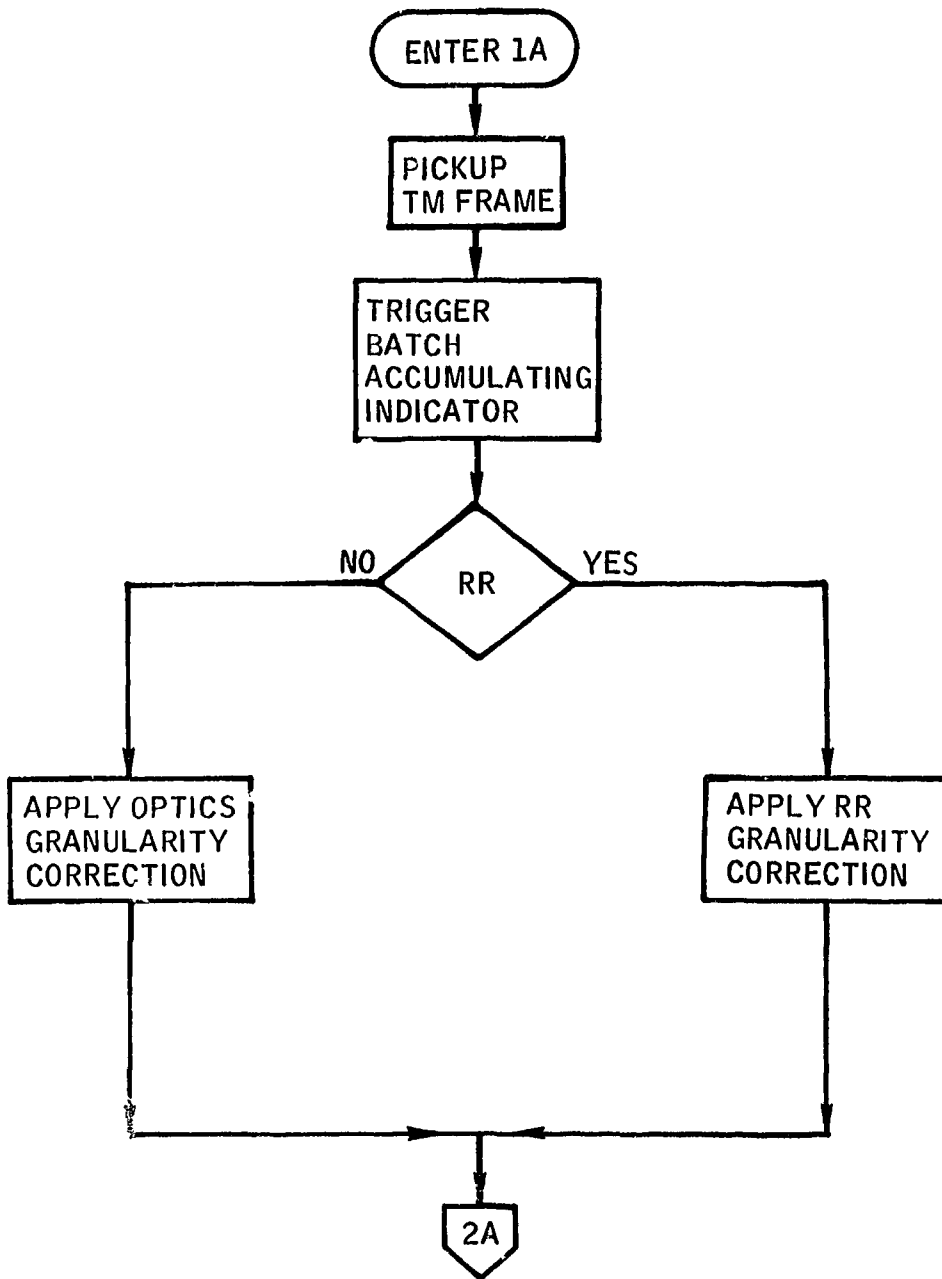 ENTER 1A
PICKUP
TM FRAME
TRIGGER
BATCH
ACCUMULATING
INDICATOR
NO
RR
YES
APPLY OPTICS
GRANULARITY
CORRECTION
APPLY RR
GRANULARITY
CORRECTION
2A